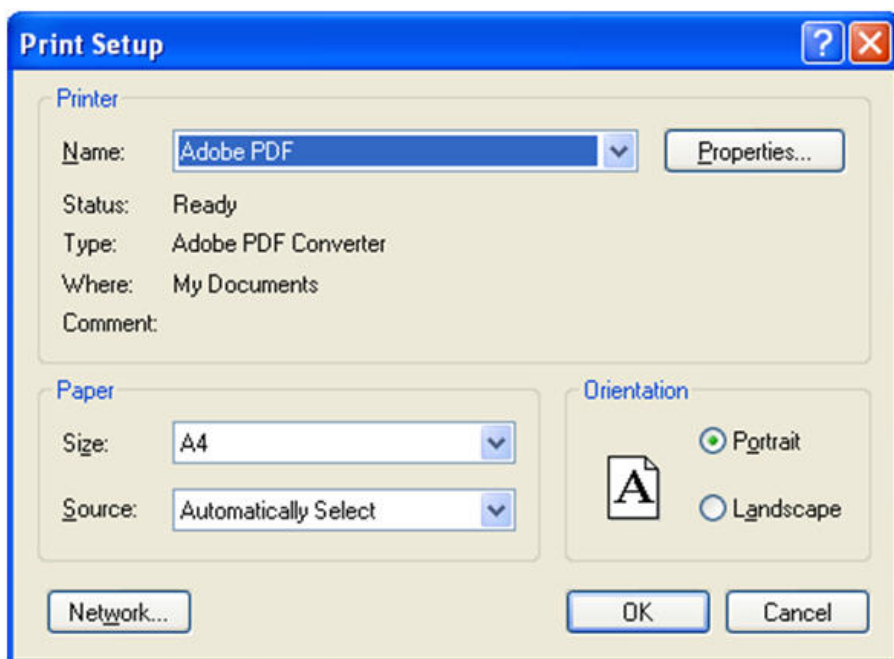 Print Setup
Printer
Name: Adobe PDF Properties...
Status: Ready
Type: Adobe PDF Converter
Where: My Documents
Comment:
Paper
Size: A4
Source: Automatically Select
Orientation
A
Portrait
Landscape
Network... OK Cancel